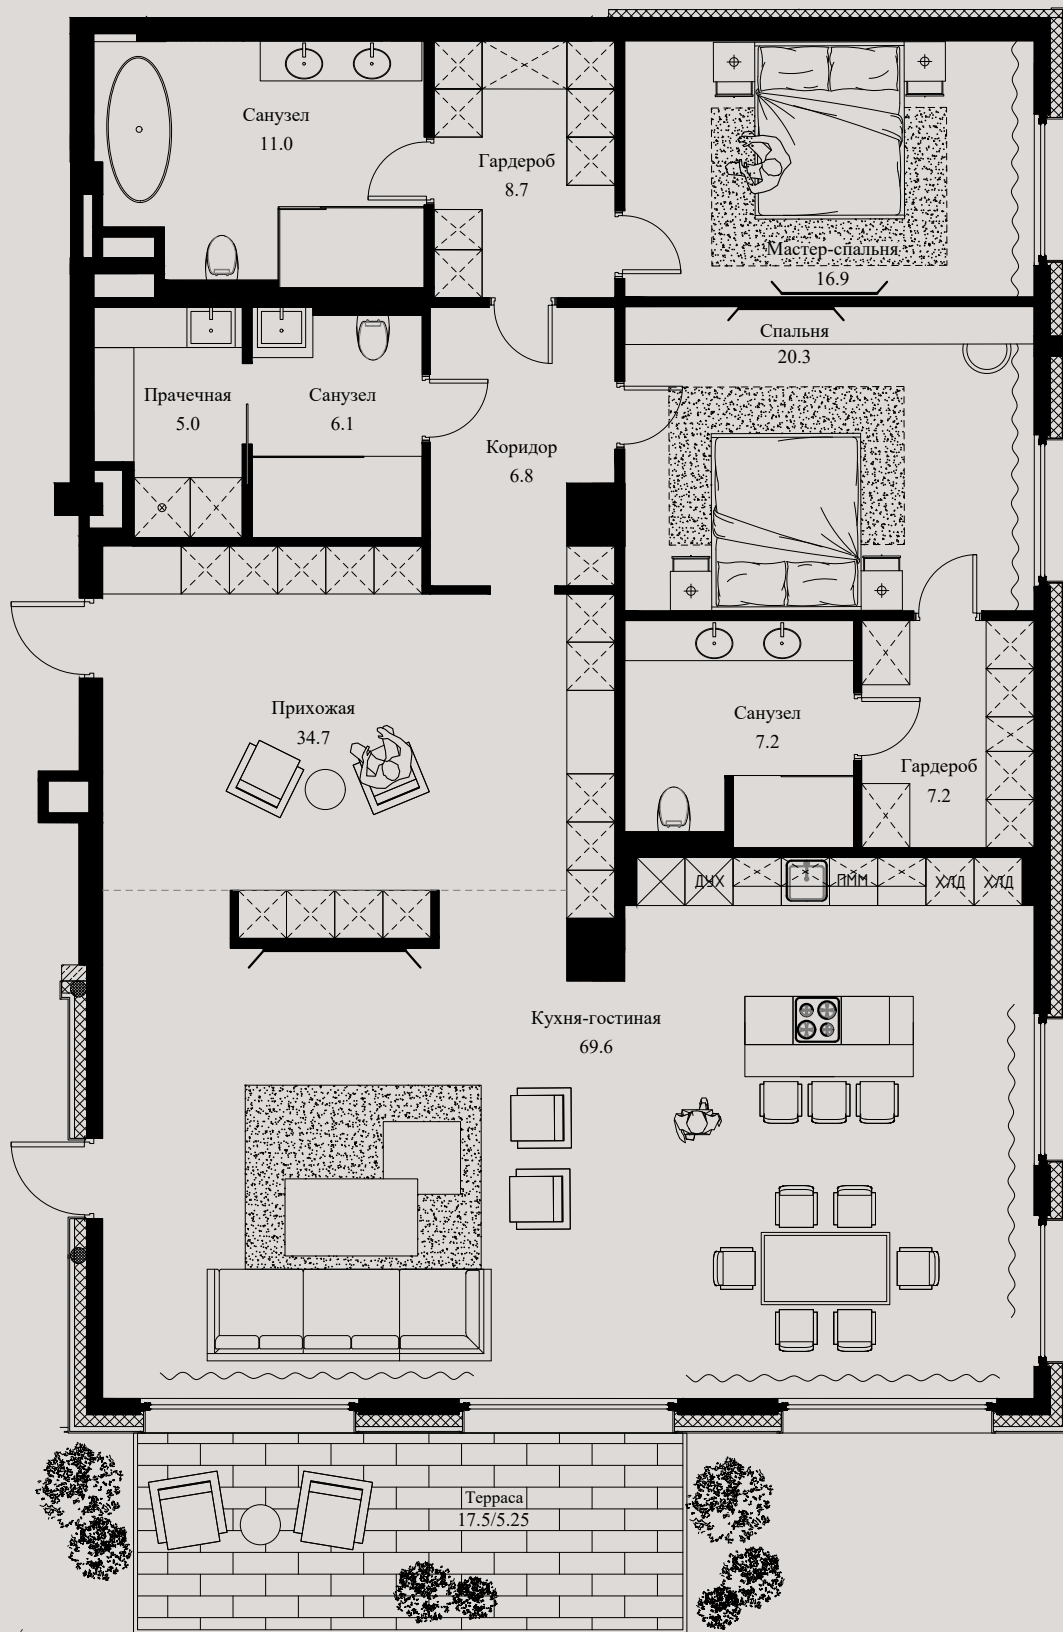 Санузел
11.0
Гардероб
8.7
Мастер-спальня
16.9
Спальня
20.3
Прачечная
5.0
Санузел
6.1
Коридор
6.8
Прихожая
34.7
Санузел
7.2
Гардероб
7.2
ДУХ ПММ ХЛД ХЛД
Кухня-гостиная
69.6
Терраса
17.5/5.25